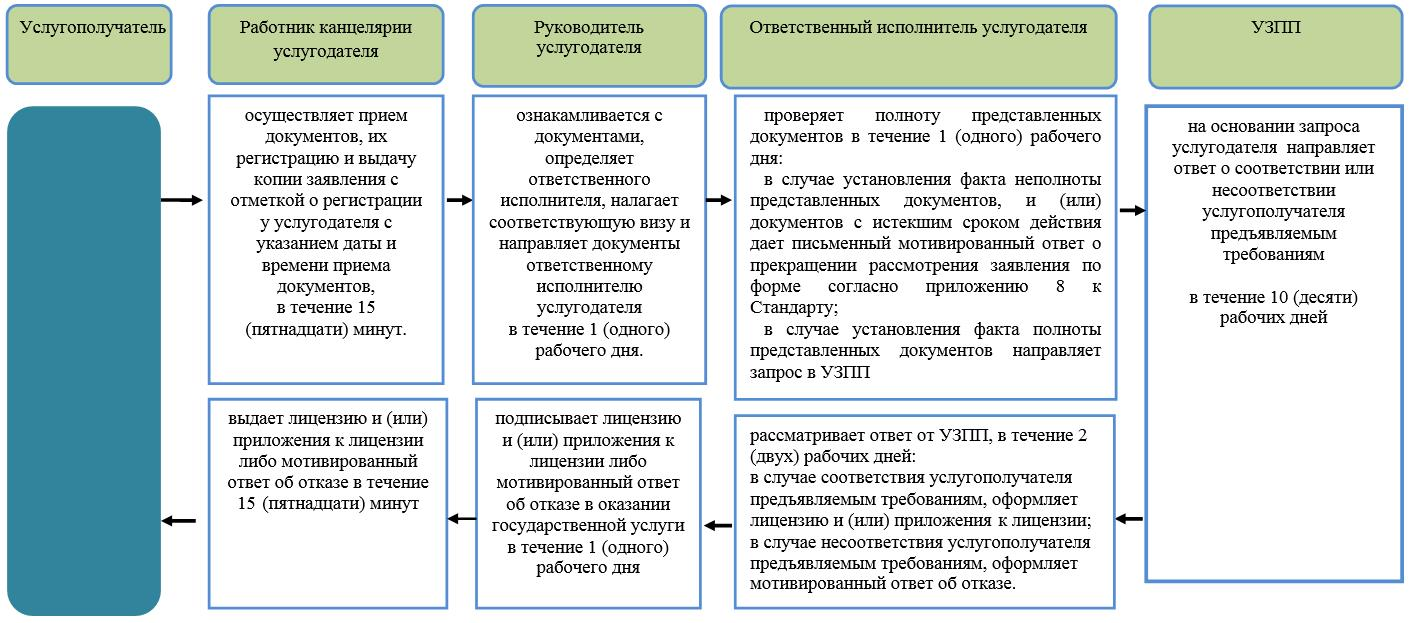 Услугополучатель
Работник канцелярии
услугодателя
Руководитель
услугодателя
Ответственный исполнитель услугодателя
УЗПП
осуществляет прием
документов, их
регистрацию и выдачу
копии заявления с
отметкой о регистрации
у услугодателя с
указанием даты и
времени приема
документов,
в течение 15
(пятнадцати) минут.
ознакамливается с
документами,
определяет
ответственного
исполнителя, налагает
соответствующую визу и
направляет документы
ответственному
исполнителю
услугодателя
в течение 1 (одного)
рабочего дня.
проверяет полноту представленных
документов в течение 1 (одного) рабочего
дня:
в случае установления факта неполноты
представленных документов, и (или)
документов с истекшим сроком действия
дает письменный мотивированный ответ о
прекращении рассмотрения заявления по
форме согласно приложению 8 к
Стандарту;
в случае установления факта полноты
представленных документов направляет
запрос в УЗПП
на основании запроса
услугодателя направляет
ответ о соответствии или
несоответствии
услугополучателя
предъявляемым
требованиям
в течение 10 (десяти)
рабочих дней
выдает лицензию и (или)
приложения к лицензии
либо мотивированный
ответ об отказе в течение
15 (пятнадцати) минут
подписывает лицензию
и (или) приложения к
лицензии либо
мотивированный ответ
об отказе в оказании
государственной услуги
в течение 1 (одного)
рабочего дня
рассматривает ответ от УЗПП, в течение 2
(двух) рабочих дней:
в случае соответствия услугополучателя
предъявляемым требованиям, оформляет
лицензию и (или) приложения к лицензии;
в случае несоответствия услугополучателя
предъявляемым требованиям, оформляет
мотивированный ответ об отказе.